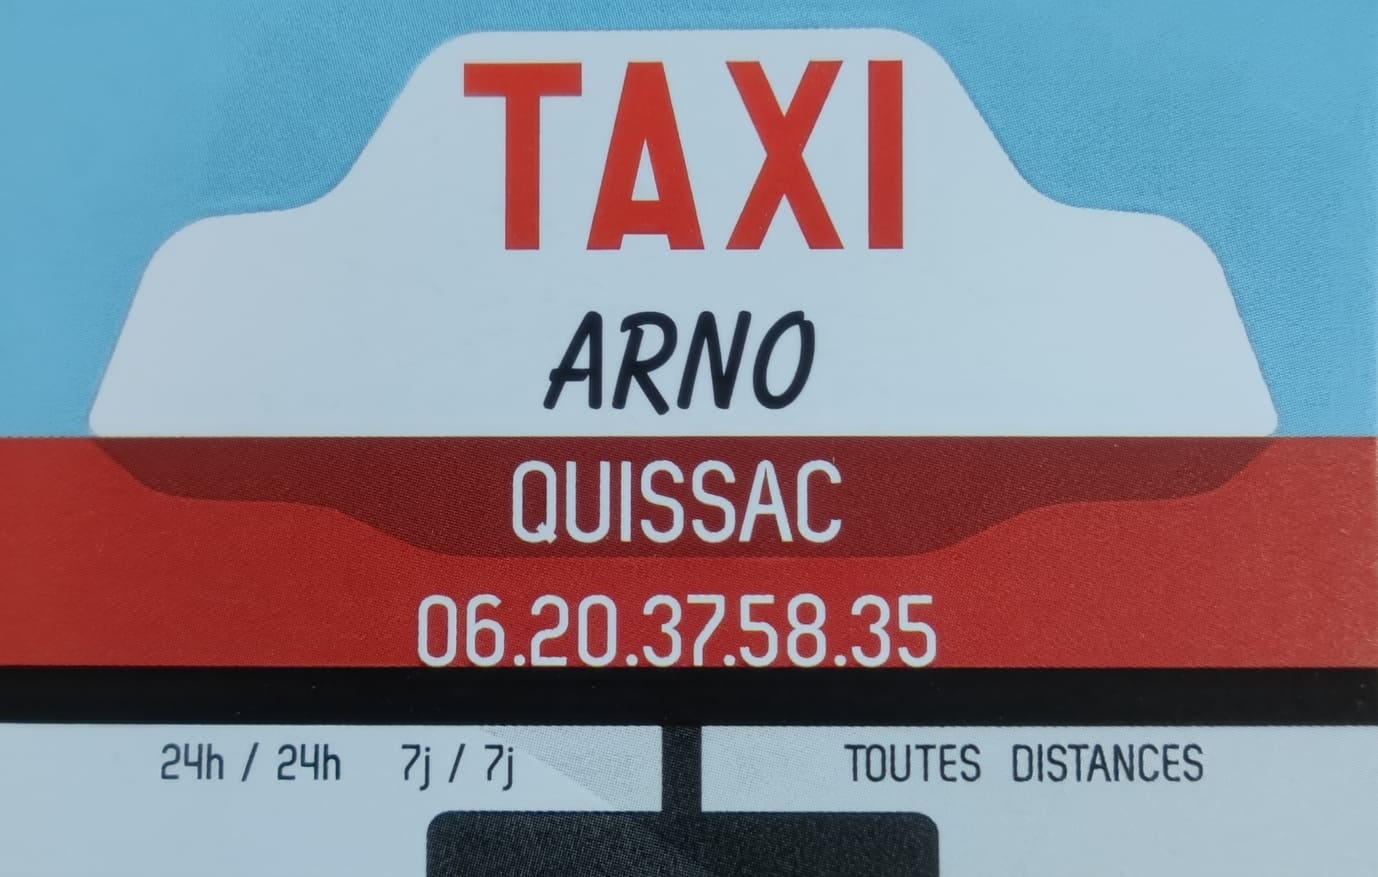 TAXI
ARNO
QUISSAC
06.20.37.58.35
24h / 24h 7j / 7j
TOUTES DISTANCES